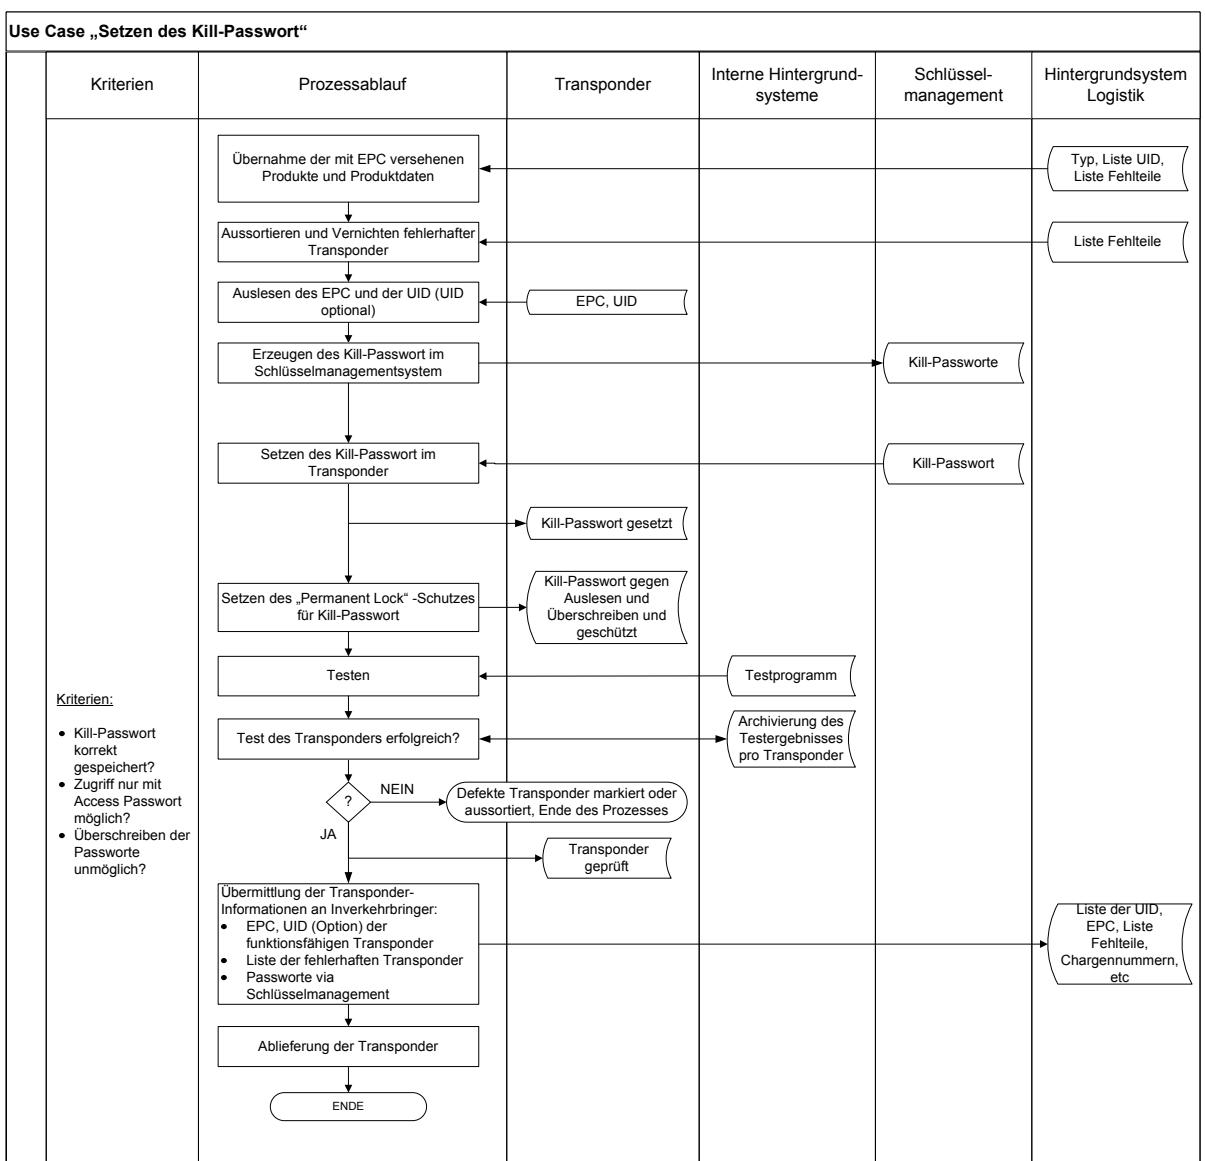 Use Case „Setzen des Kill-Passwort“
Kriterien
Prozessablauf
Transponder
Interne Hintergrund-
systeme
Schlüssel-
management
Hintergrundsystem
Logistik
Übernahme der mit EPC versehenen
Produkte und Produktdaten
Typ, Liste UID,
Liste Fehlteile
Aussortieren und Vernichten fehlerhafter
Transponder
Liste Fehlteile
Auslesen des EPC und der UID (UID
optional)
EPC, UID
Erzeugen des Kill-Passwort im
Schlüsselmanagementsystem
Kill-Passworte
Setzen des Kill-Passwort im
Transponder
Kill-Passwort
Kill-Passwort gesetzt
Setzen des „Permanent Lock“ -Schutzes
für Kill-Passwort
Kill-Passwort gegen
Auslesen und
Überschreiben und
geschützt
Testen
Testprogramm
Kriterien:
• Kill-Passwort
korrekt
gespeichert?
• Zugriff nur mit
Access Passwort
möglich?
• Überschreiben der
Passworte
unmöglich?
Test des Transponders erfolgreich?
Archivierung des
Testergebnisses
pro Transponder
?
NEIN
Defekte Transponder markiert oder
aussortiert, Ende des Prozesses
JA
Transponder
geprüft
Übermittlung der Transponder-
Informationen an Inverkehrbringer:
• EPC, UID (Option) der
funktionsfähigen Transponder
• Liste der fehlerhaften Transponder
• Passworte via
Schlüsselmanagement
Liste der UID,
EPC, Liste
Fehlteile,
Chargennummern,
etc
Ablieferung der Transponder
ENDE